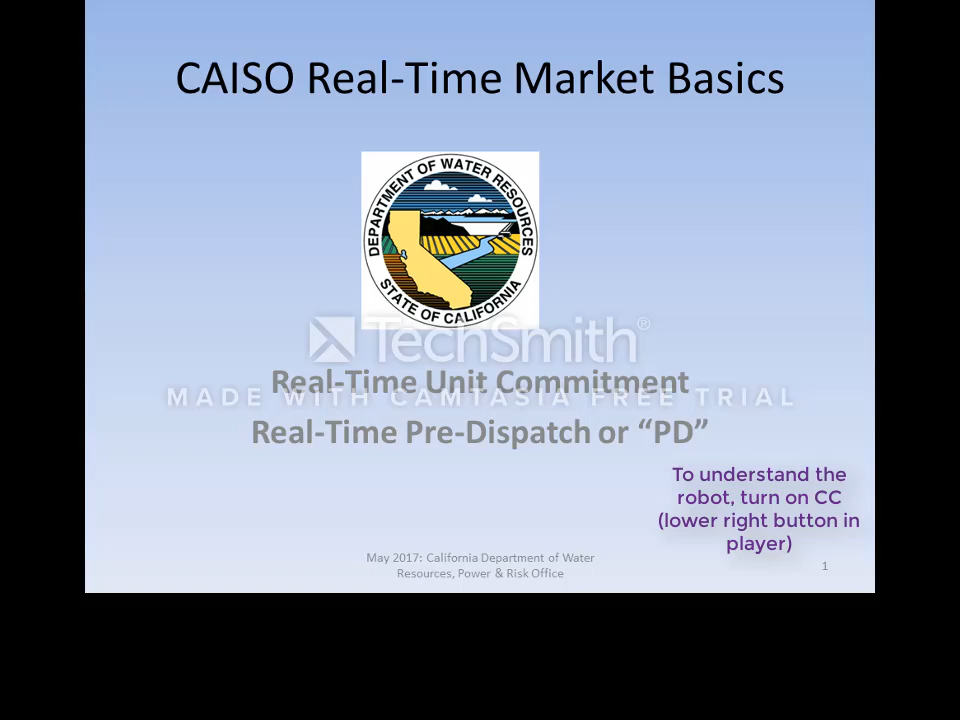 CAISO Real-Time Market Basics
DEPARTMENT OF WATER RESOURCES
STATE OF CALIFORNIA
TechSmith®
Real-Time Unit Commitment
MADE WITH CAMTASIA FREE TRIAL
Real-Time Pre-Dispatch or “PD”
To understand the
robot, turn on CC
(lower right button in
player)
May 2017: California Department of Water
Resources, Power & Risk Office
1